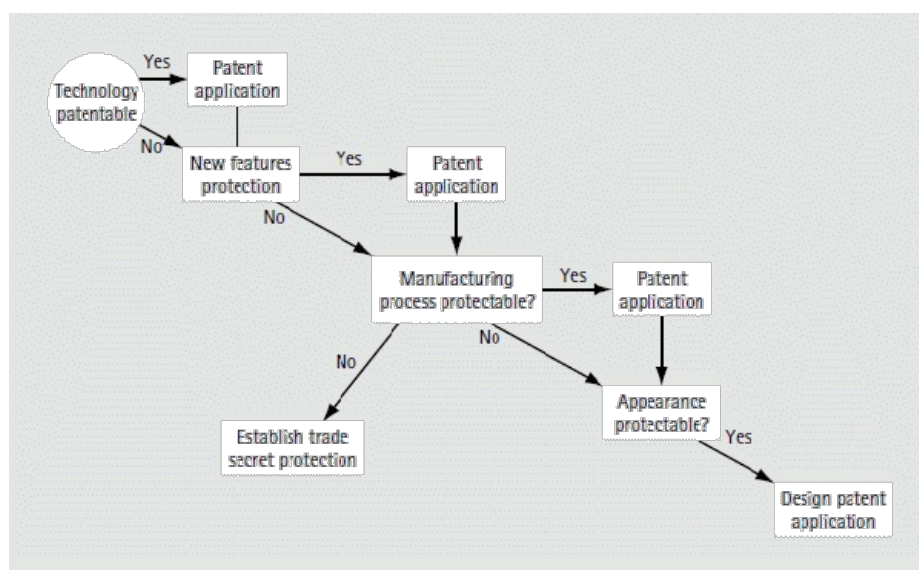 Yes
Technology
patentable
Patent
application
No
New features
protection
Yes
Patent
application
No
Manufacturing
process protectable?
Yes
Patent
application
No
No
Appearance
protectable?
Yes
Establish trade
secret protection
Design patent
application